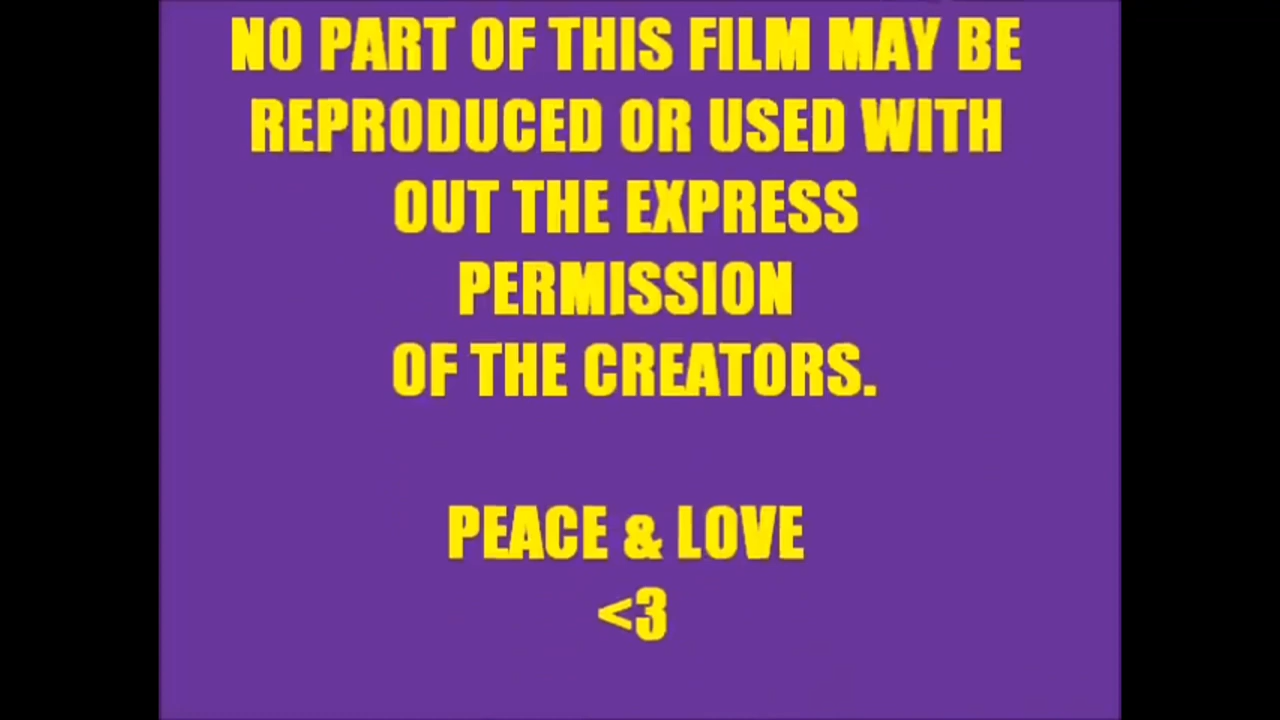 NO PART OF THIS FILM MAY BE
REPRODUCED OR USED WITH
OUT THE EXPRESS
PERMISSION
OF THE CREATORS.
PEACE & LOVE
<3